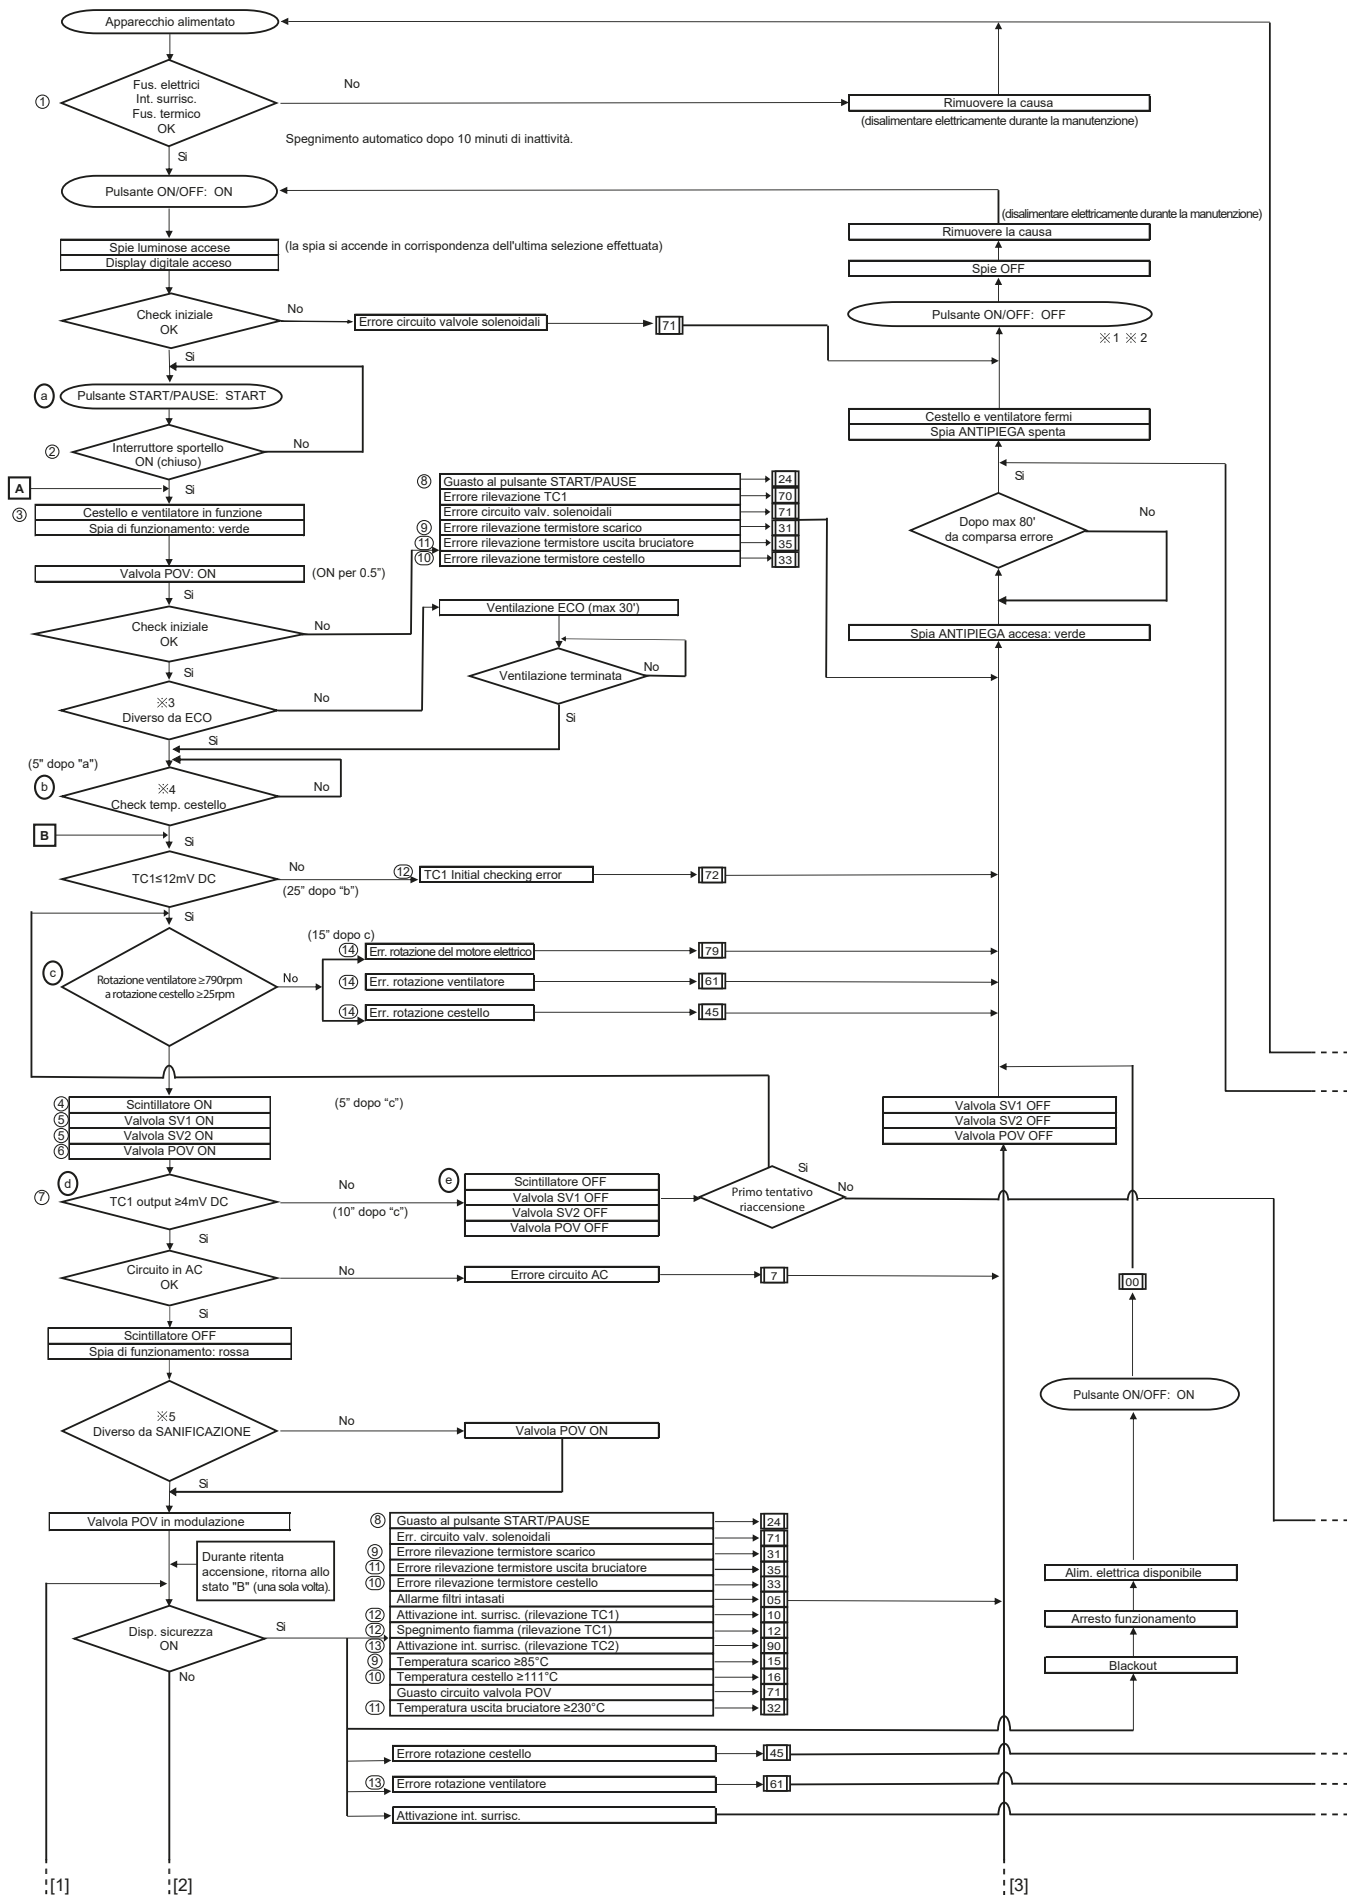 Apparecchio alimentato
①
Fus. elettrici
Int. surrisc.
Fus. termico
OK
No
Rimuovere la causa
(disalimentare elettricamente durante la manutenzione)
Spegnimento automatico dopo 10 minuti di inattività.
Si
Pulsante ON/OFF: ON
(disalimentare elettricamente durante la manutenzione)
Rimuovere la causa
Spie luminose accese
(la spia si accende in corrispondenza dell'ultima selezione effettuata)
Display digitale acceso
Spie OFF
Check iniziale
OK
No
Errore circuito valvole solenoidali
71
Pulsante ON/OFF: OFF
※1 ※2
Si
a
Pulsante START/PAUSE: START
Cestello e ventilatore fermi
Spia ANTIPIEGA spenta
②
Interruttore sportello
ON (chiuso)
No
Si
A
Si
③
Cestello e ventilatore in funzione
Spia di funzionamento: verde
⑧ Guasto al pulsante START/PAUSE 24
Errore rilevazione TC1 70
Errore circuito valv. solenoidali 71
⑨ Errore rilevazione termistore scarico 31
⑪ Errore rilevazione termistore uscita bruciatore 35
⑩ Errore rilevazione termistore cestello 33
Dopo max 80'
da comparsa errore
No
Valvola POV: ON
(ON per 0.5”)
Si
Check iniziale
OK
No
Ventilazione ECO (max 30')
Spia ANTIPIEGA accesa: verde
Si
Ventilazione terminata
No
※3
Diverso da ECO
No
Si
Si
(5" dopo "a")
b
※4
Check temp. cestello
No
B
Si
TC1≤12mV DC
No
(25” dopo “b”)
⑫ TC1 Initial checking error 72
Si
c
Rotazione ventilatore ≥790rpm
a rotazione cestello ≥25rpm
No
(15” dopo c)
⑭ Err. rotazione del motore elettrico 79
⑭ Err. rotazione ventilatore 61
⑭ Err. rotazione cestello 45
④ Scintillatore ON
(5” dopo “c”)
⑤ Valvola SV1 ON
⑤ Valvola SV2 ON
⑥ Valvola POV ON
Valvola SV1 OFF
Valvola SV2 OFF
Valvola POV OFF
d
⑦
TC1 output ≥4mV DC
No
(10” dopo “c”)
e
Scintillatore OFF
Valvola SV1 OFF
Valvola SV2 OFF
Valvola POV OFF
Primo tentativo
riaccensione
Si
No
Si
Circuito in AC
OK
No
Errore circuito AC
7
00
Si
Scintillatore OFF
Spia di funzionamento: rossa
Pulsante ON/OFF: ON
※5
Diverso da SANIFICAZIONE
No
Valvola POV ON
Si
Valvola POV in modulazione
Durante ritenta
accensione, ritorna allo
stato "B" (una sola volta).
⑧ Guasto al pulsante START/PAUSE 24
Err. circuito valv. solenoidali 71
⑨ Errore rilevazione termistore scarico 31
⑪ Errore rilevazione termistore uscita bruciatore 35
⑩ Errore rilevazione termistore cestello 33
Allarme filtri intasati 05
⑫ Attivazione int. surrisc. (rilevazione TC1) 10
⑫ Spegnimento fiamma (rilevazione TC1) 12
⑬ Attivazione int. surrisc. (rilevazione TC2) 90
⑨ Temperatura scarico ≥85°C 15
⑩ Temperatura cestello ≥111°C 16
Guasto circuito valvola POV 71
⑪ Temperatura uscita bruciatore ≥230°C 32
Alim. elettrica disponibile
Arresto funzionamento
Blackout
Disp. sicurezza
ON
Si
No
Errore rotazione cestello 45
⑬ Errore rotazione ventilatore 61
Attivazione int. surrisc.
[1]
[2]
[3]